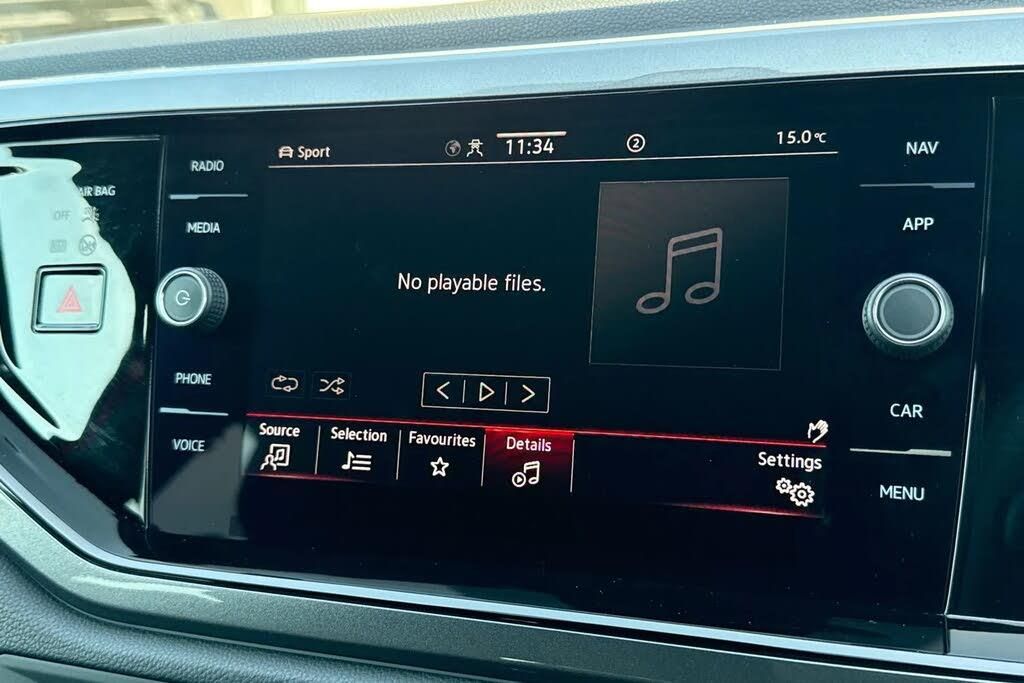 RADIO
MEDIA
PHONE
VOICE
AIR BAG
OFF
Sport
11:34
2
15.0°C
No playable files.
Source
Selection
Favourites
Details
Settings
NAV
APP
CAR
MENU